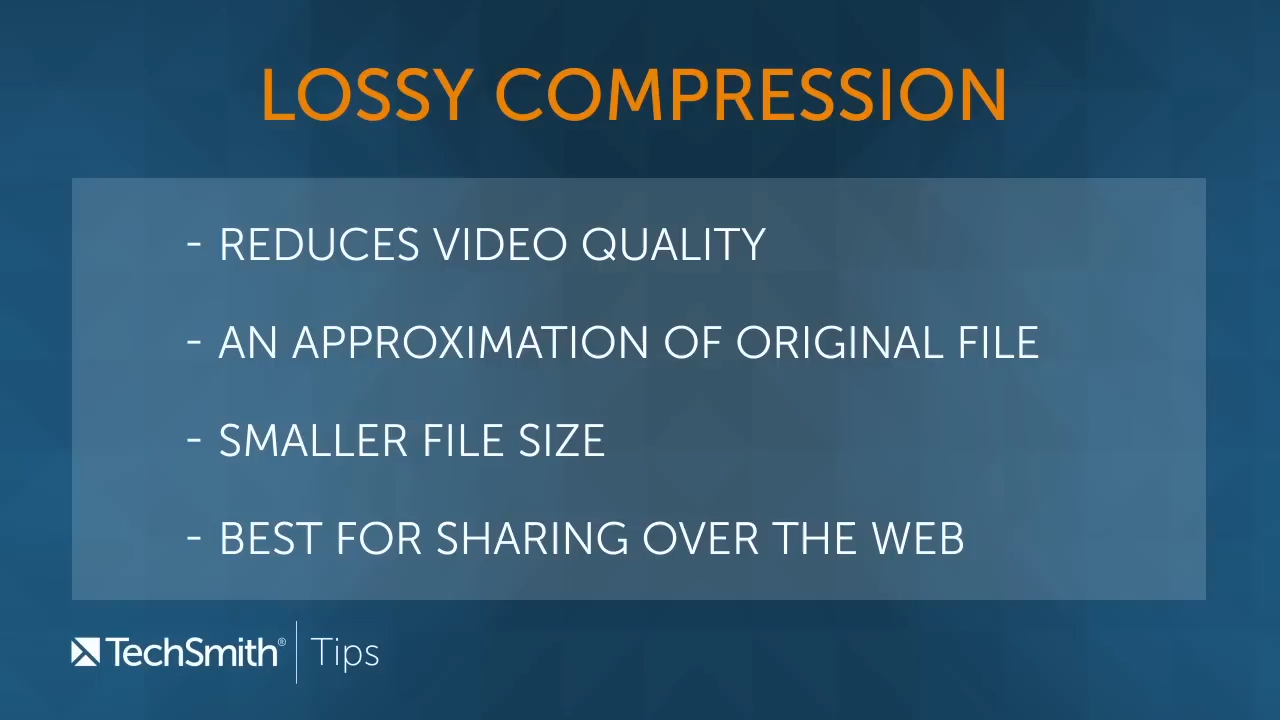 LOSSY COMPRESSION
- REDUCES VIDEO QUALITY
- AN APPROXIMATION OF ORIGINAL FILE
- SMALLER FILE SIZE
- BEST FOR SHARING OVER THE WEB
TechSmith® | Tips